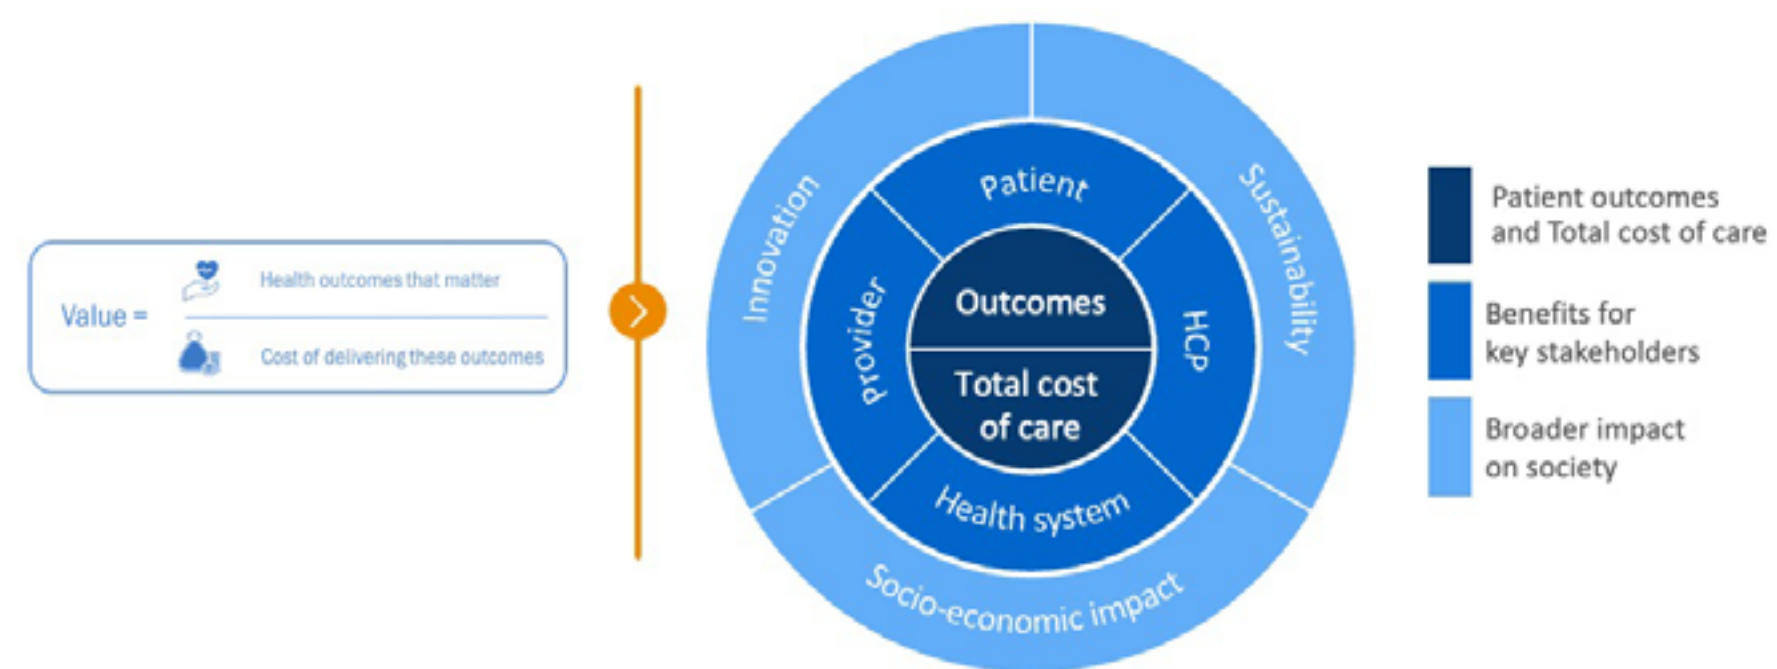 Value =
Health outcomes that matter
Cost of delivering these outcomes
Innovation
Sustainability
Socio-economic impact
Patient
HCP
Health system
Provider
Outcomes
Total cost
of care
Patient outcomes
and Total cost of care
Benefits for
key stakeholders
Broader impact
on society